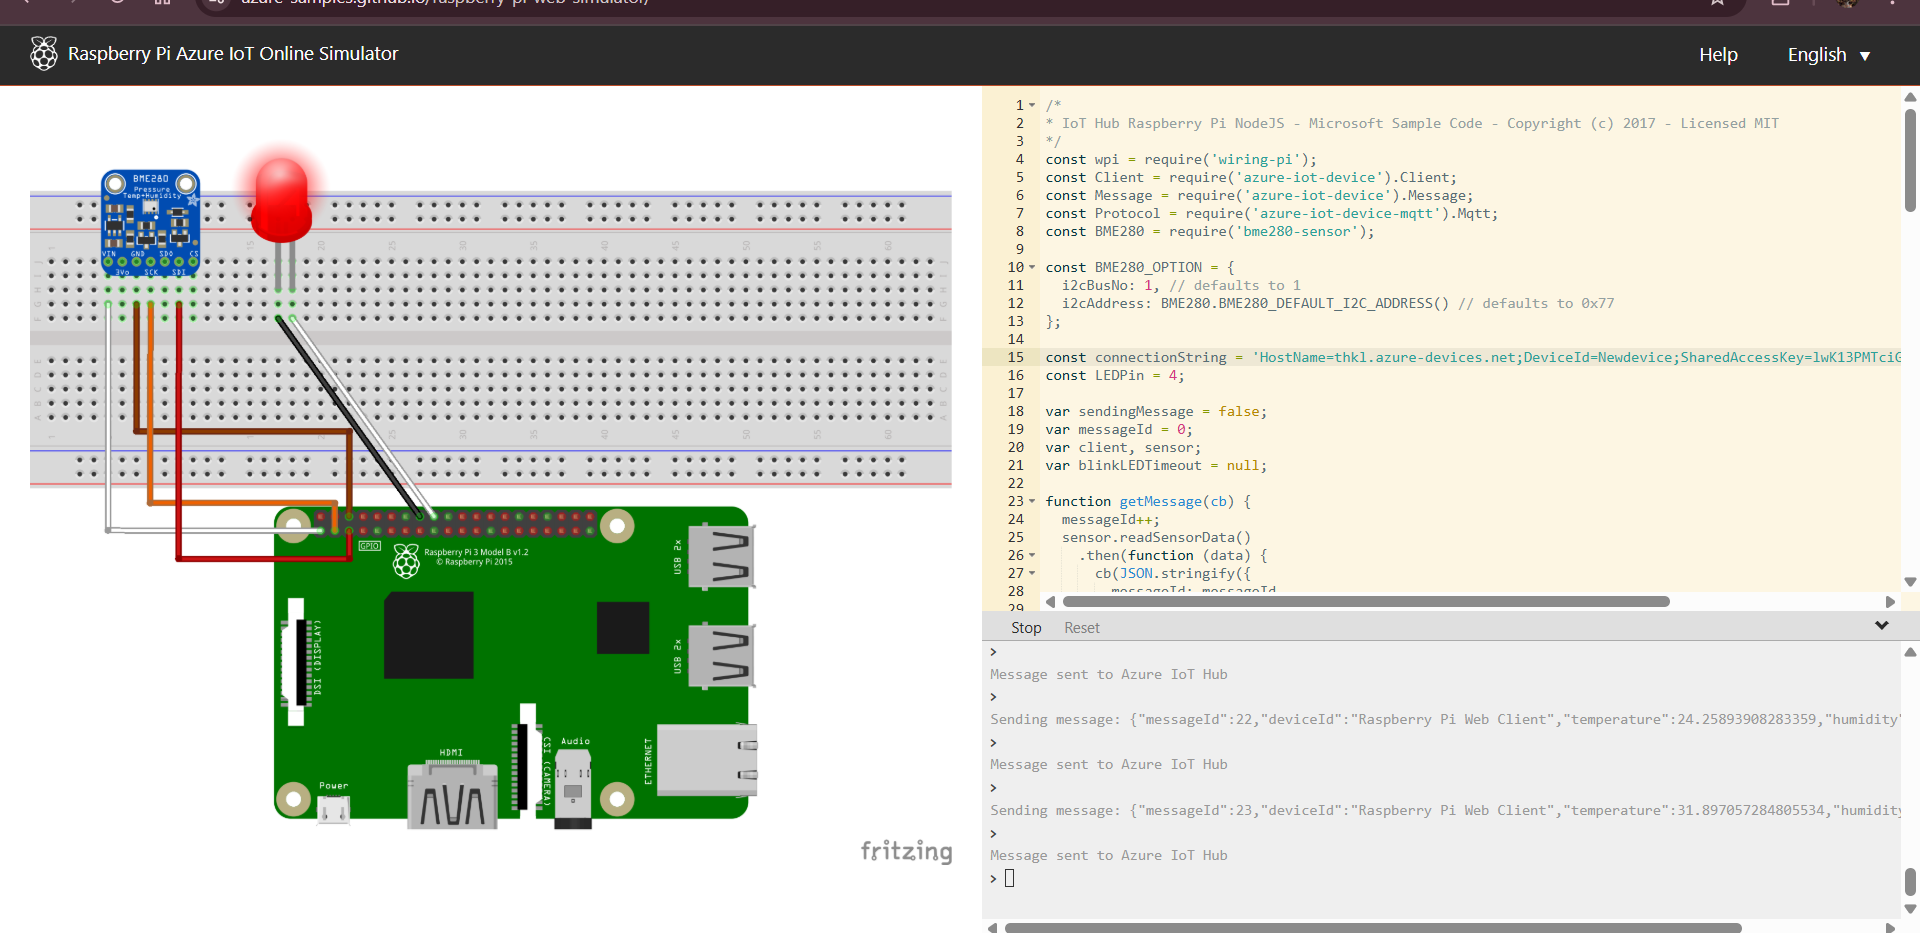 azure-samples.github.io/raspberry-pi-web-simulator/
Raspberry Pi Azure IoT Online Simulator
Help
English ▼
BME280
Pressure
Temp+Humidity
VIN GND SDO CS
3Vo SCK SDI
GPIO
Raspberry Pi 3 Model B v1.2
© Raspberry Pi 2015
USB 2x
USB 2x
DSI (DISPLAY)
CSI (CAMERA)
Audio
ETHERNET
HDMI
Power
fritzing
1 /*
2 * IoT Hub Raspberry Pi NodeJS - Microsoft Sample Code - Copyright (c) 2017 - Licensed MIT
3 */
4 const wpi = require('wiring-pi');
5 const Client = require('azure-iot-device').Client;
6 const Message = require('azure-iot-device').Message;
7 const Protocol = require('azure-iot-device-mqtt').Mqtt;
8 const BME280 = require('bme280-sensor');
9
10 const BME280_OPTION = {
11 i2cBusNo: 1, // defaults to 1
12 i2cAddress: BME280.BME280_DEFAULT_I2C_ADDRESS() // defaults to 0x77
13 };
14
15 const connectionString = 'HostName=thkl.azure-devices.net;DeviceId=Newdevice;SharedAccessKey=lwK13PMTciG
16 const LEDPin = 4;
17
18 var sendingMessage = false;
19 var messageId = 0;
20 var client, sensor;
21 var blinkLEDTimeout = null;
22
23 function getMessage(cb) {
24 messageId++;
25 sensor.readSensorData()
26 .then(function (data) {
27 cb(JSON.stringify({
28 messageId: messageId
29
Stop Reset
>
Message sent to Azure IoT Hub
>
Sending message: {"messageId":22,"deviceId":"Raspberry Pi Web Client","temperature":24.25893908283359,"humidity"
>
Message sent to Azure IoT Hub
>
Sending message: {"messageId":23,"deviceId":"Raspberry Pi Web Client","temperature":31.897057284805534,"humidity
>
Message sent to Azure IoT Hub
>